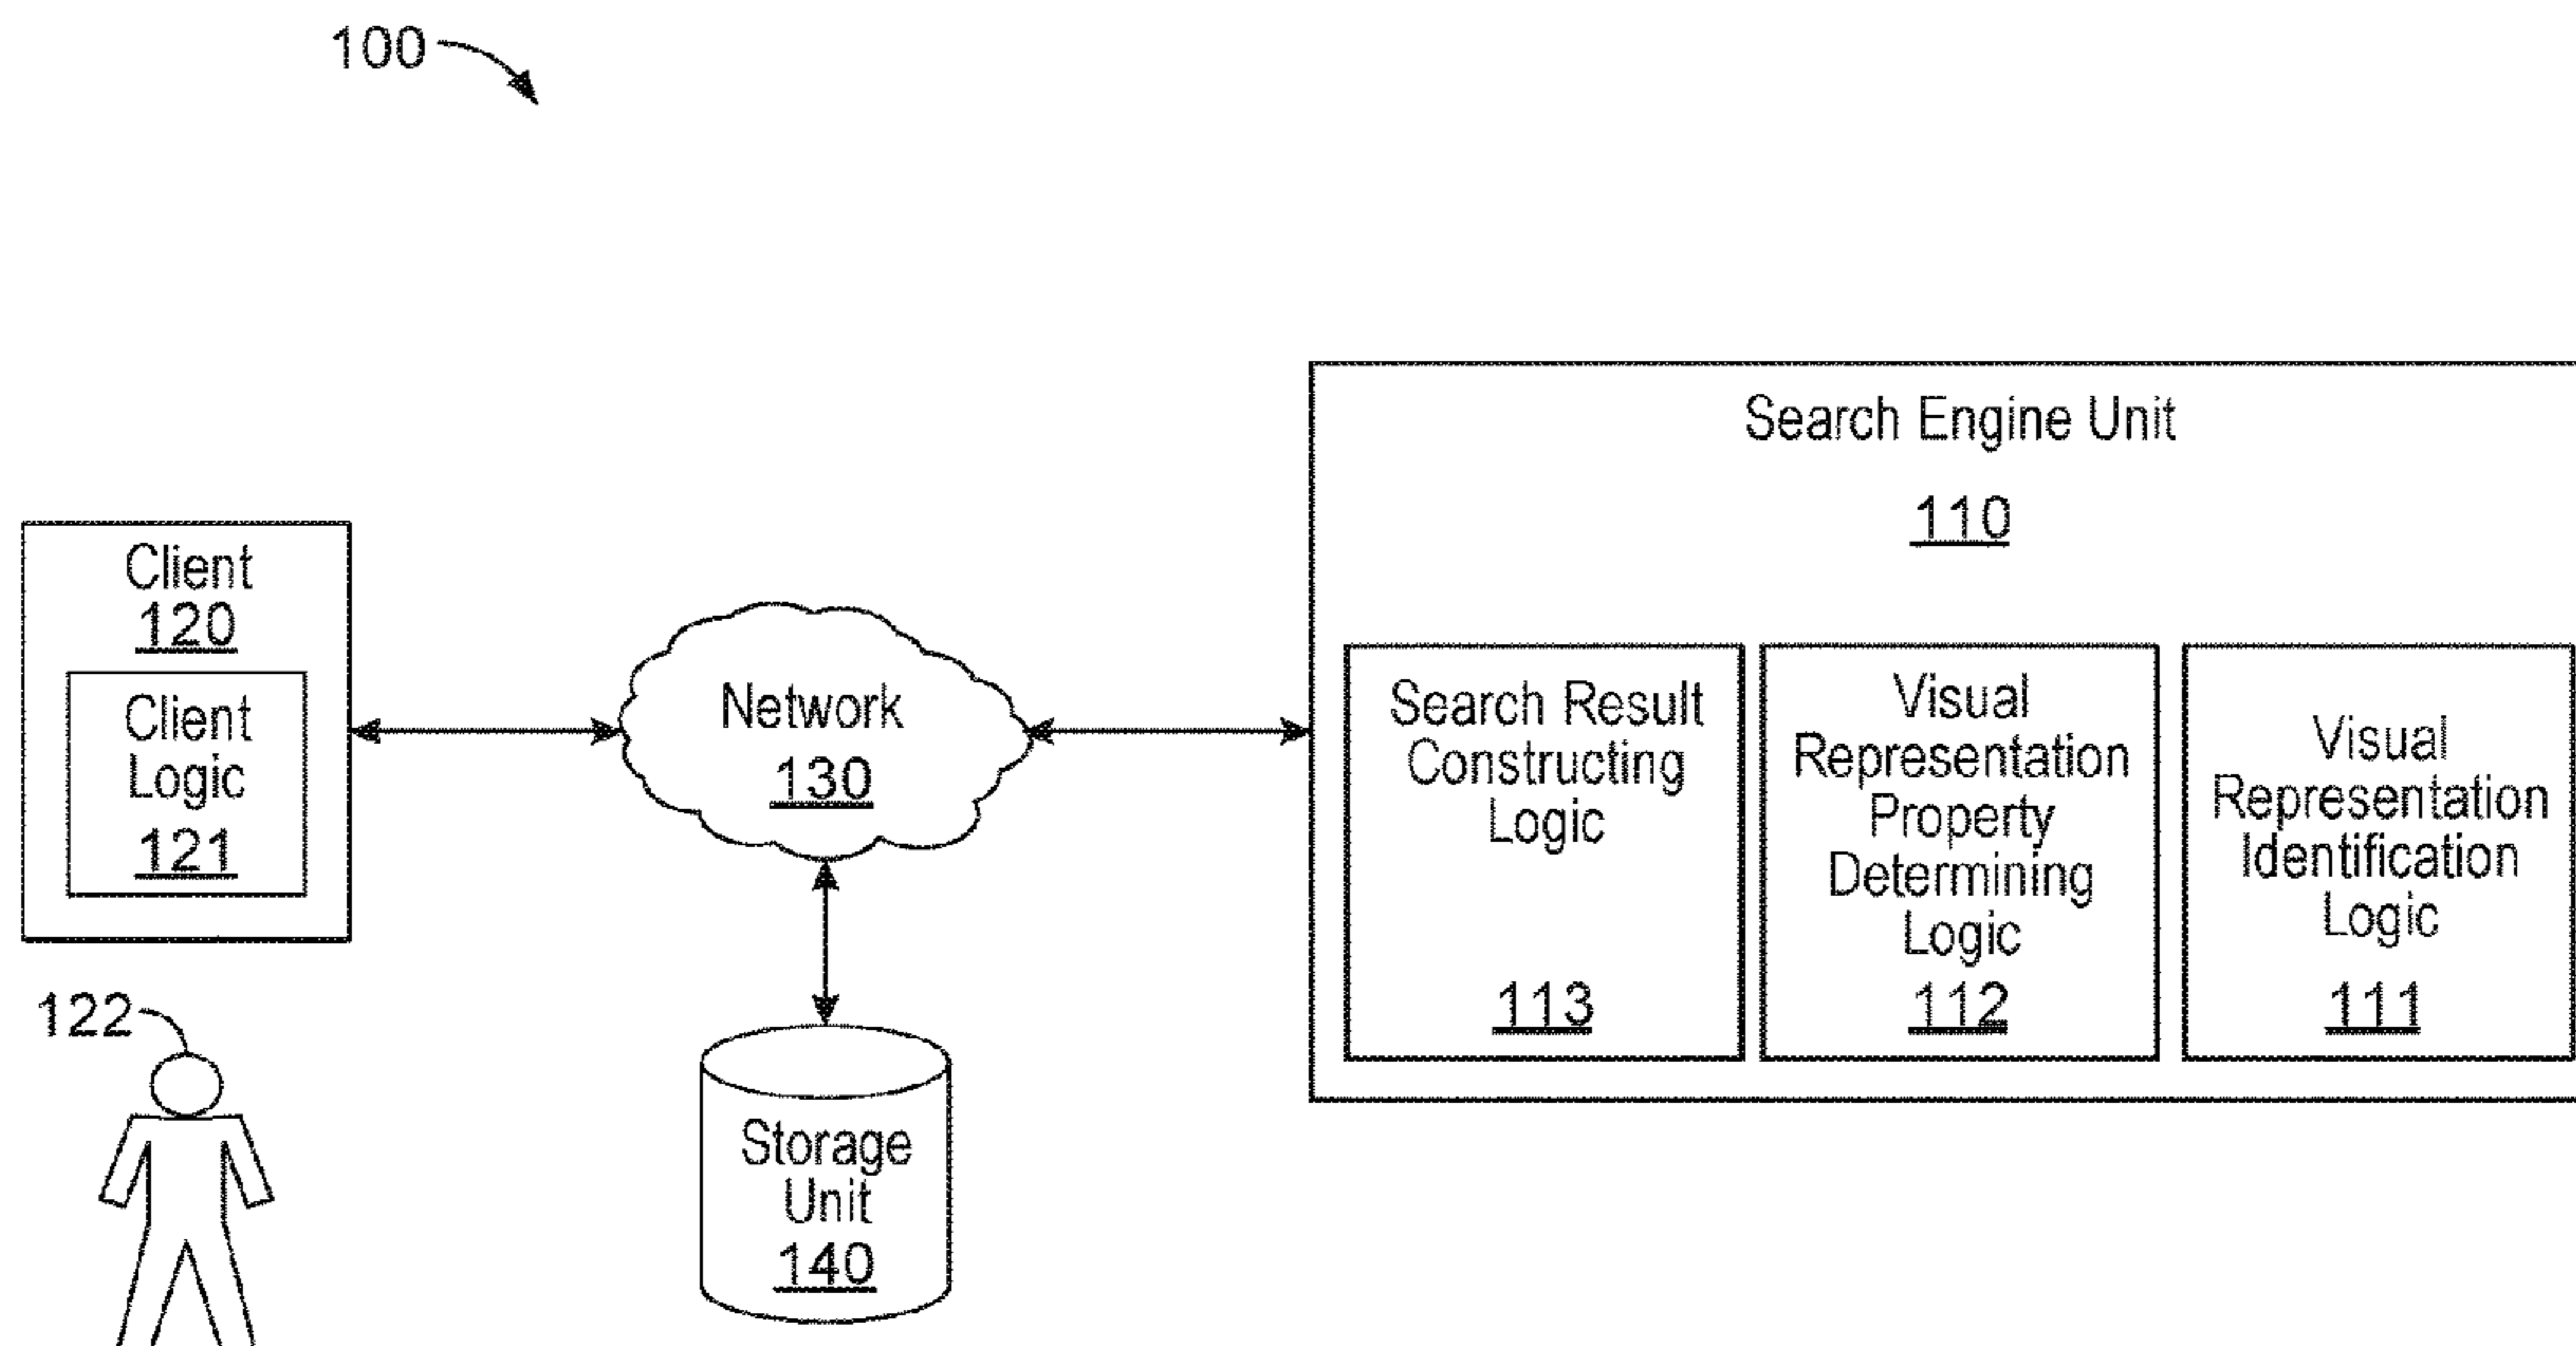 100
Search Engine Unit
110
Client
120
Client
Logic
121
Network
130
Search Result
Constructing
Logic
113
Visual
Representation
Property
Determining
Logic
112
Visual
Representation
Identification
Logic
111
122
Storage
Unit
140